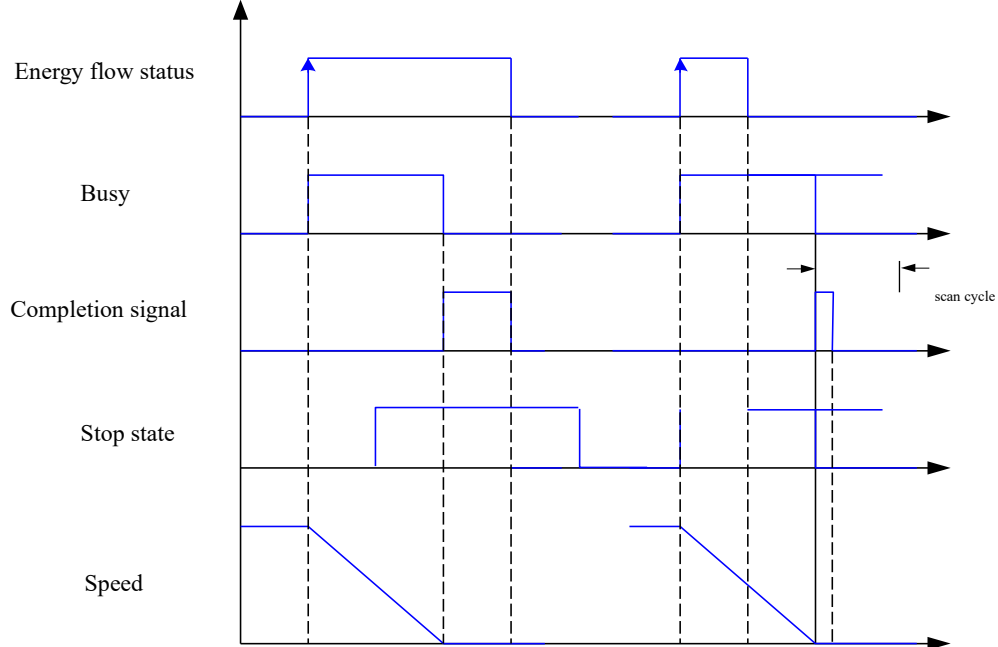 Energy flow status
Busy
scan cycle
Completion signal
Stop state
Speed